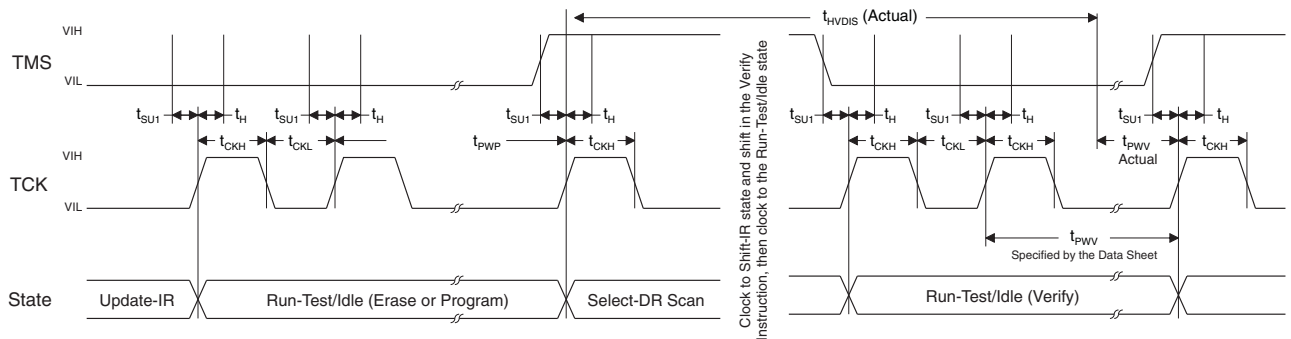 tHVDIS (Actual)
VIH
TMS
VIL
tSU1 tH tSU1 tH tSU1 tH tSU1 tH tSU1 tH tSU1 tH
tCKH tCKL tPWP tCKH tCKH tCKL tCKH tPWV tCKH
Actual
VIH
TCK
VIL
tPWV
Specified by the Data Sheet
State
Update-IR
Run-Test/Idle (Erase or Program)
Select-DR Scan
Clock to Shift-IR state and shift in the Verify
Instruction, then clock to the Run-Test/Idle state
Run-Test/Idle (Verify)